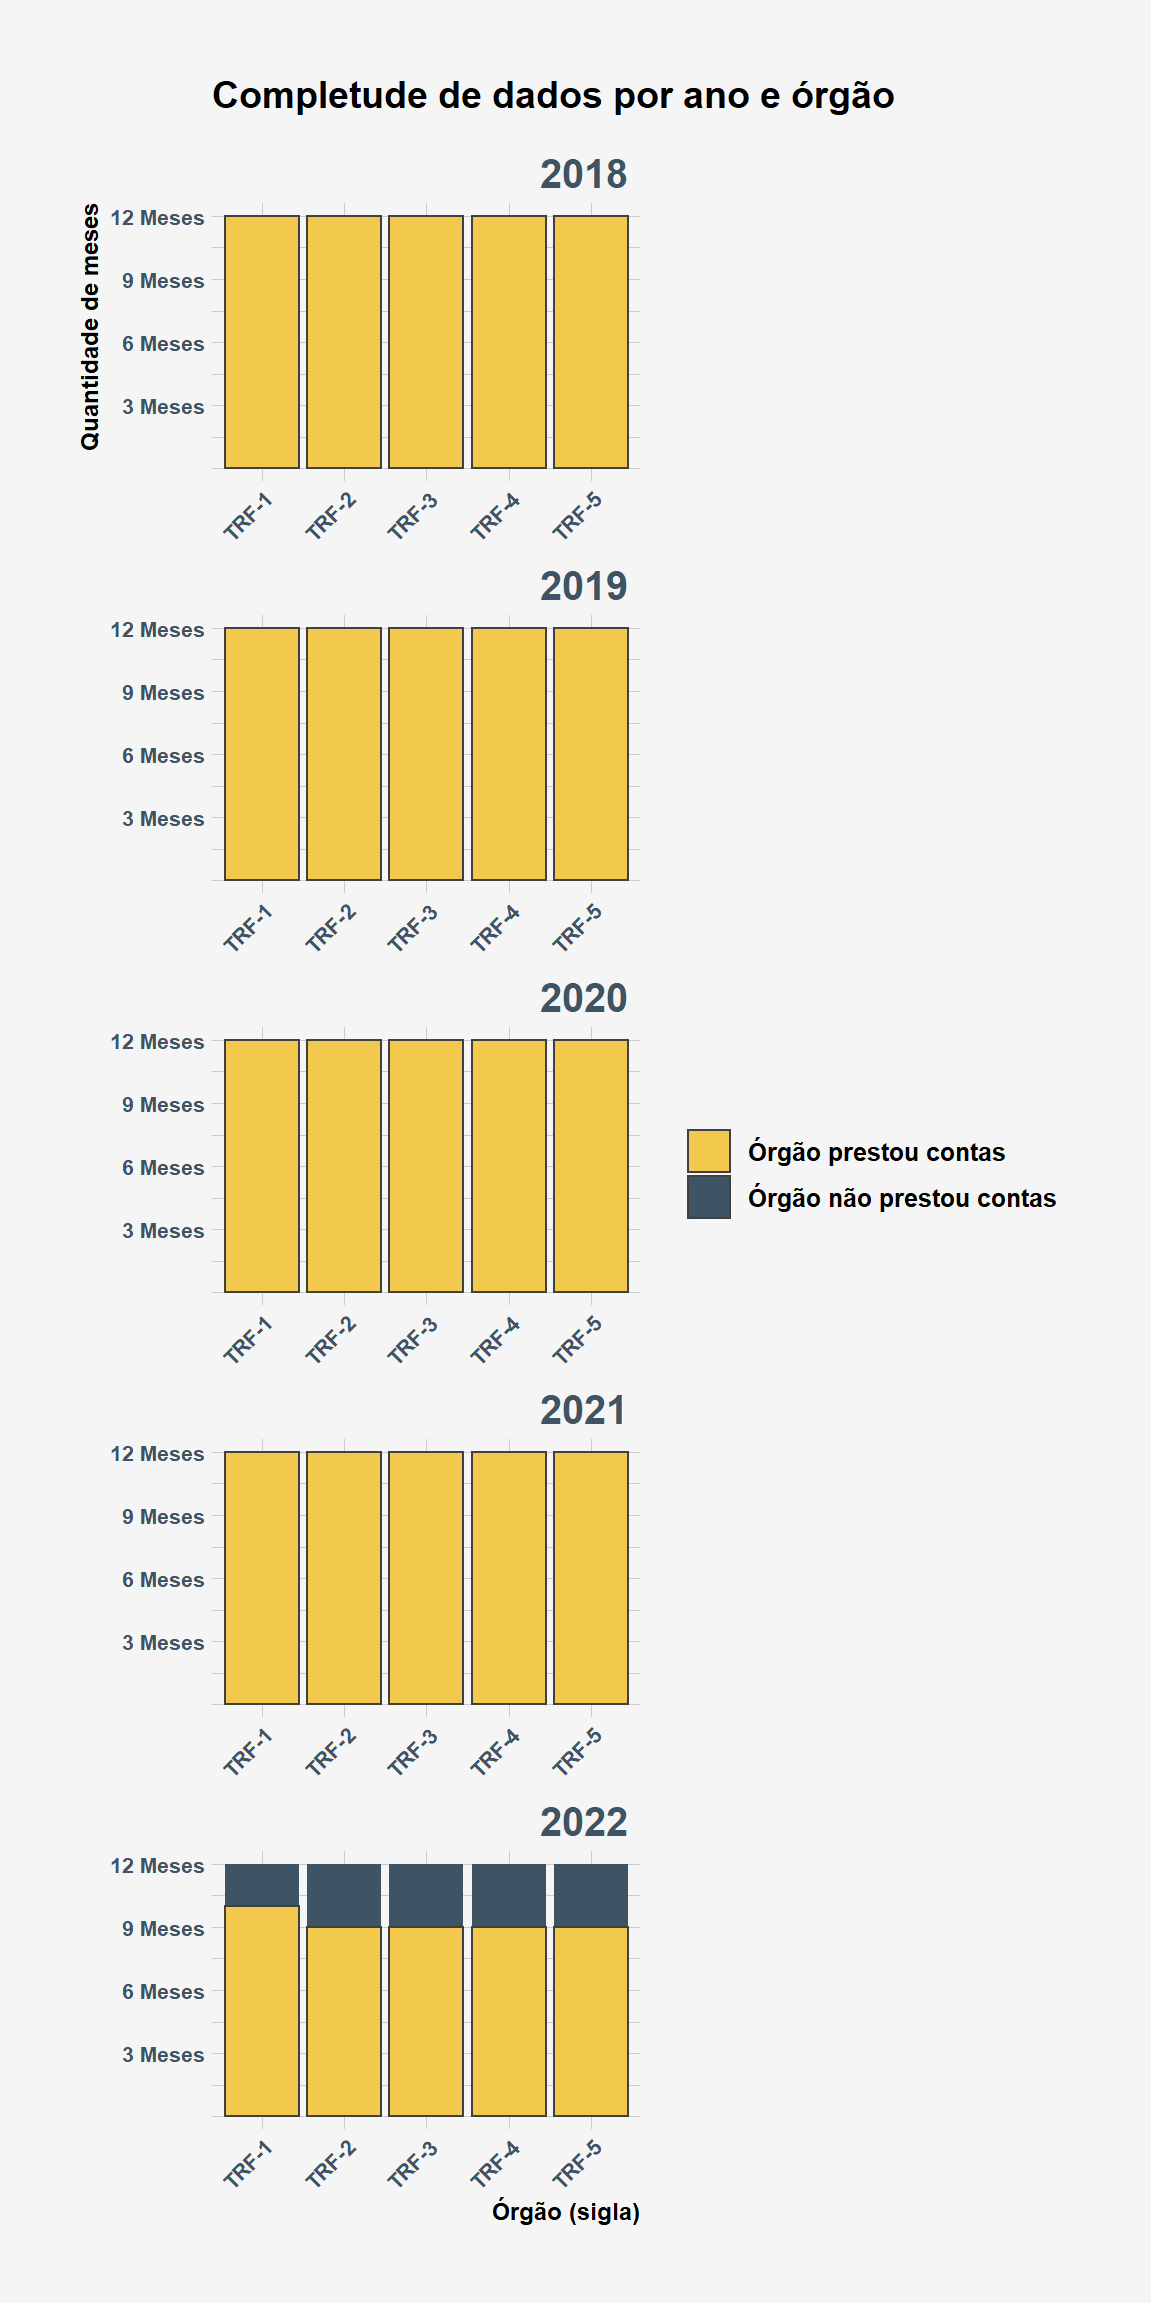 Completude de dados por ano e órgão
Quantidade de meses
2018
12 Meses
9 Meses
6 Meses
3 Meses
TRF-1
TRF-2
TRF-3
TRF-4
TRF-5
2019
12 Meses
9 Meses
6 Meses
3 Meses
TRF-1
TRF-2
TRF-3
TRF-4
TRF-5
2020
12 Meses
9 Meses
6 Meses
3 Meses
TRF-1
TRF-2
TRF-3
TRF-4
TRF-5
Órgão prestou contas
Órgão não prestou contas
2021
12 Meses
9 Meses
6 Meses
3 Meses
TRF-1
TRF-2
TRF-3
TRF-4
TRF-5
2022
12 Meses
9 Meses
6 Meses
3 Meses
TRF-1
TRF-2
TRF-3
TRF-4
TRF-5
Órgão (sigla)